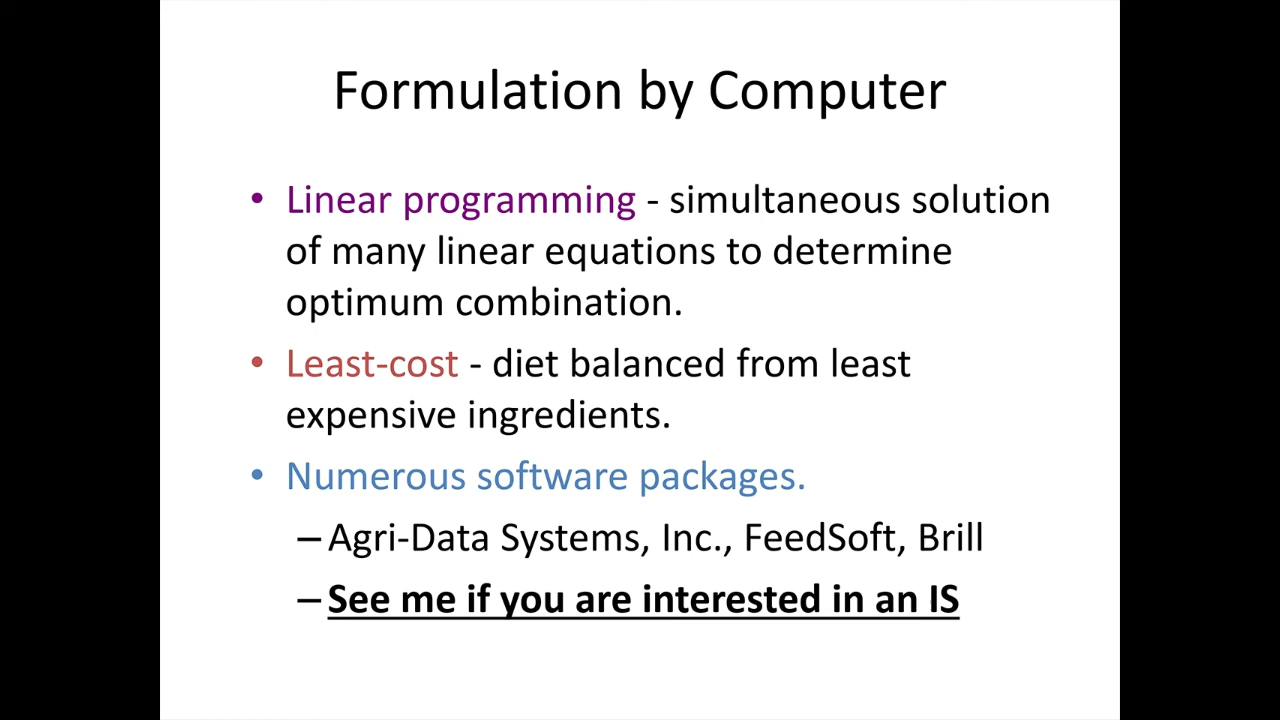 Formulation by Computer
• Linear programming - simultaneous solution
of many linear equations to determine
optimum combination.
• Least-cost - diet balanced from least
expensive ingredients.
• Numerous software packages.
– Agri-Data Systems, Inc., FeedSoft, Brill
– See me if you are interested in an IS